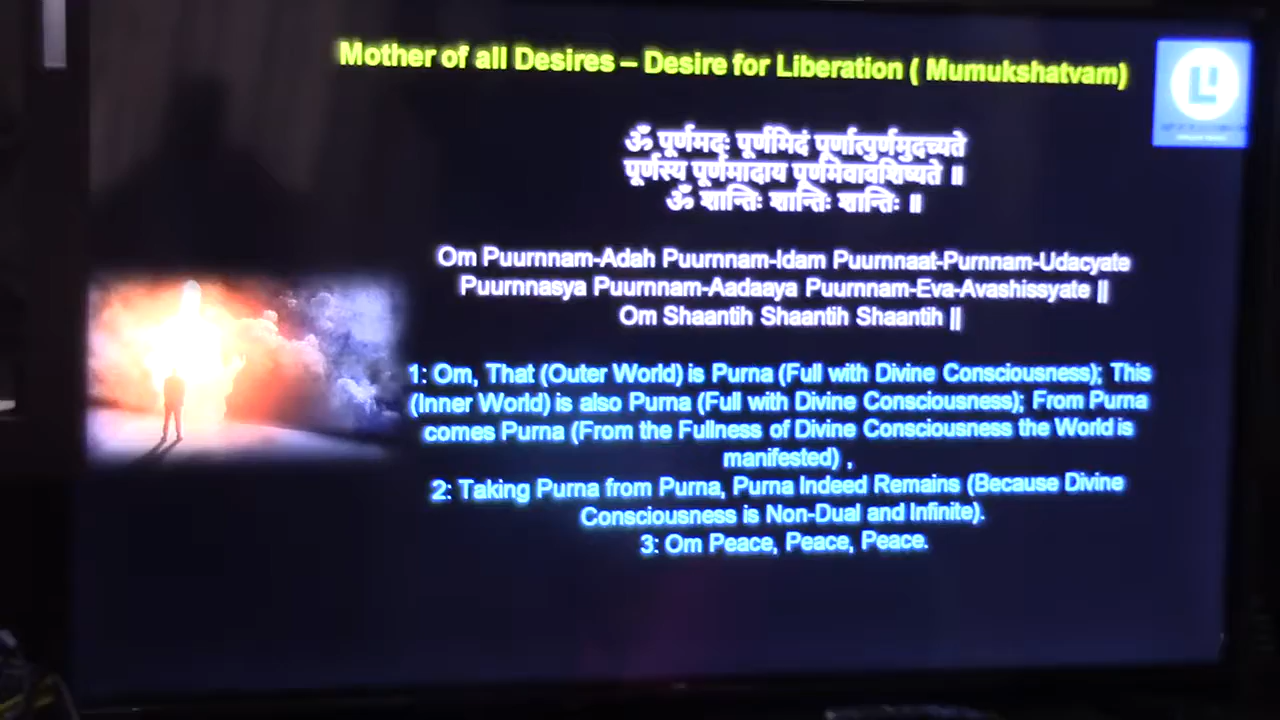 Mother of all Desires – Desire for Liberation ( Mumukshatvam)
ॐ पूर्णमदः पूर्णमिदं पूर्णात्पुर्णमुदच्यते
पूर्णस्य पूर्णमादाय पूर्णमेवावशिष्यते ॥
ॐ शान्तिः शान्तिः शान्तिः ॥
Om Puurnnam-Adah Puurnnam-Idam Puurnnaat-Purnnam-Udacyate
Puurnnasya Puurnnam-Aadaaya Puurnnam-Eva-Avashissyate ||
Om Shaantih Shaantih Shaantih ||
1: Om, That (Outer World) is Purna (Full with Divine Consciousness); This
(Inner World) is also Purna (Full with Divine Consciousness); From Purna
comes Purna (From the Fullness of Divine Consciousness the World is
manifested) ,
2: Taking Purna from Purna, Purna Indeed Remains (Because Divine
Consciousness is Non-Dual and Infinite).
3: Om Peace, Peace, Peace.